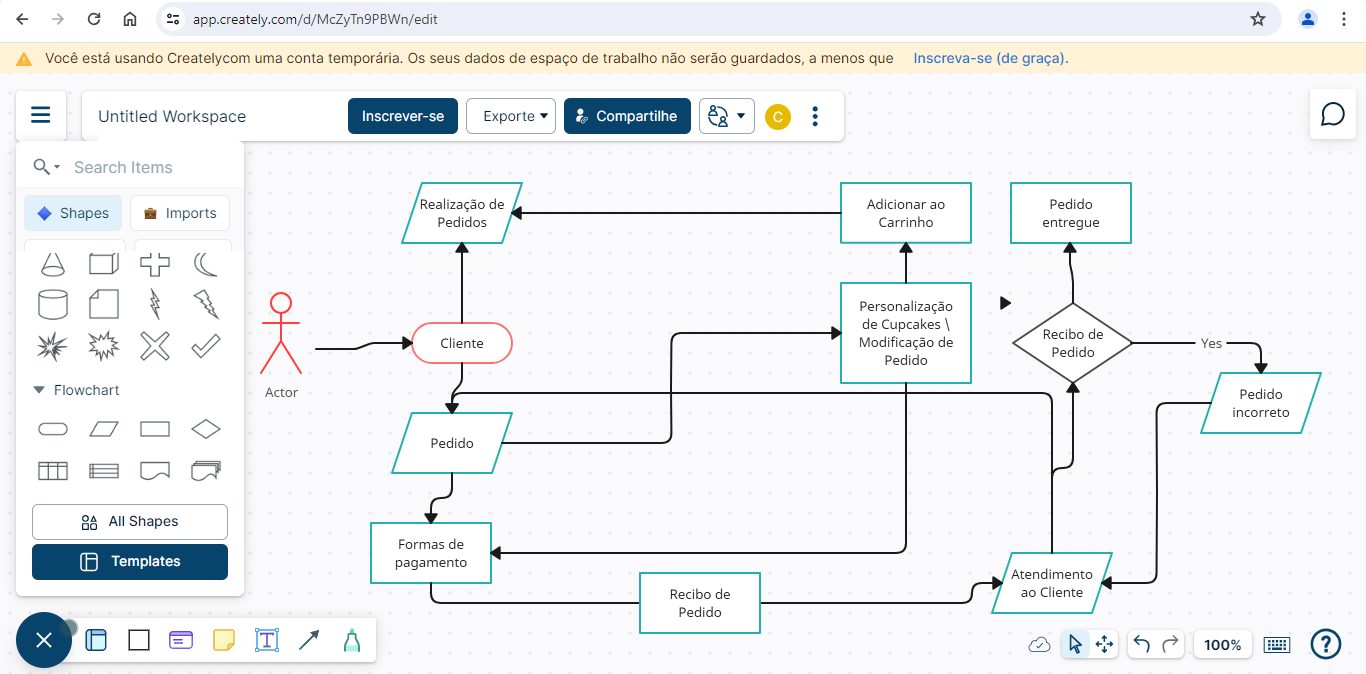 app.creately.com/d/McZyTn9PBWn/edit
Você está usando Createlycom uma conta temporária. Os seus dados de espaço de trabalho não serão guardados, a menos que Inscreva-se (de graça).
Untitled Workspace
Inscrever-se
Exporte
Compartilhe
C
Search Items
Shapes
Imports
Flowchart
All Shapes
Templates
Actor
Realização de
Pedidos
Adicionar ao
Carrinho
Pedido
entregue
Cliente
Personalização
de Cupcakes \
Modificação de
Pedido
Recibo de
Pedido
Yes
Pedido
incorreto
Pedido
Formas de
pagamento
Recibo de
Pedido
Atendimento
ao Cliente
T
100%
?